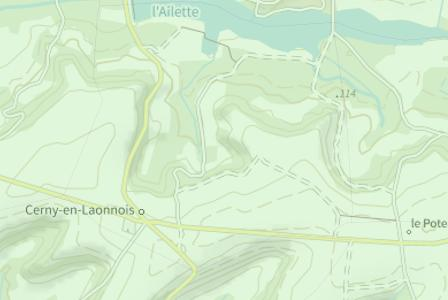 l'Ailette
.114
Cerny-en-Laonnois
le Pote